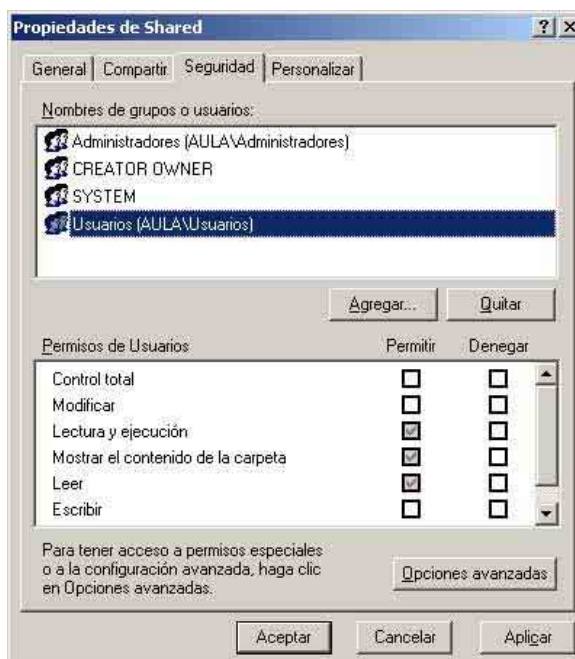 Propiedades de Shared
General Compartir Seguridad Personalizar
Nombres de grupos o usuarios:
Administradores (AULA\Administradores)
CREATOR OWNER
SYSTEM
Usuarios (AULA\Usuarios)
Agregar... Quitar
Permisos de Usuarios Permitir Denegar
Control total
Modificar
Lectura y ejecución
Mostrar el contenido de la carpeta
Leer
Escribir
Para tener acceso a permisos especiales
o a la configuración avanzada, haga clic
en Opciones avanzadas.
Opciones avanzadas
Aceptar Cancelar Aplicar